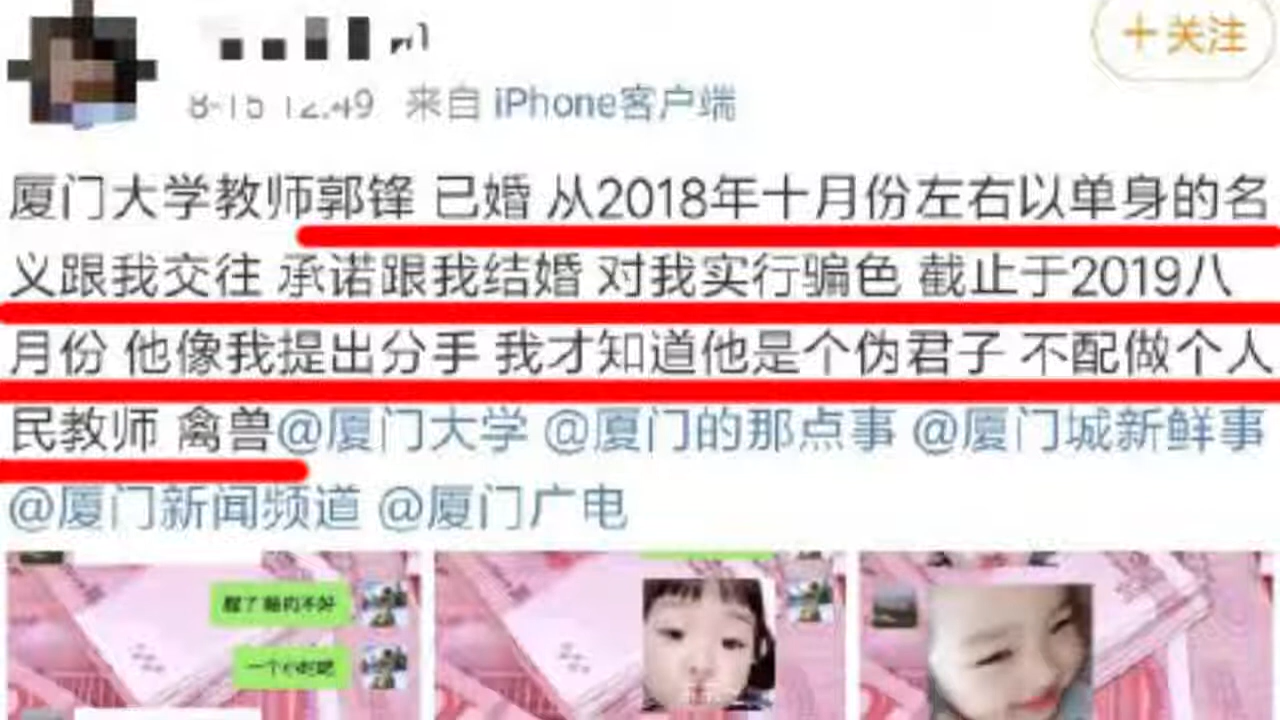 +关注
来自 iPhone客户端
厦门大学教师郭锋 已婚 从2018年十月份左右以单身的名
义跟我交往 承诺跟我结婚 对我实行骗色 截止于2019八
月份 他像我提出分手 我才知道他是个伪君子 不配做个人
民教师 禽兽@厦门大学 @厦门的那点事 @厦门城新鲜事
@厦门新闻频道 @厦门广电
一个小时吧